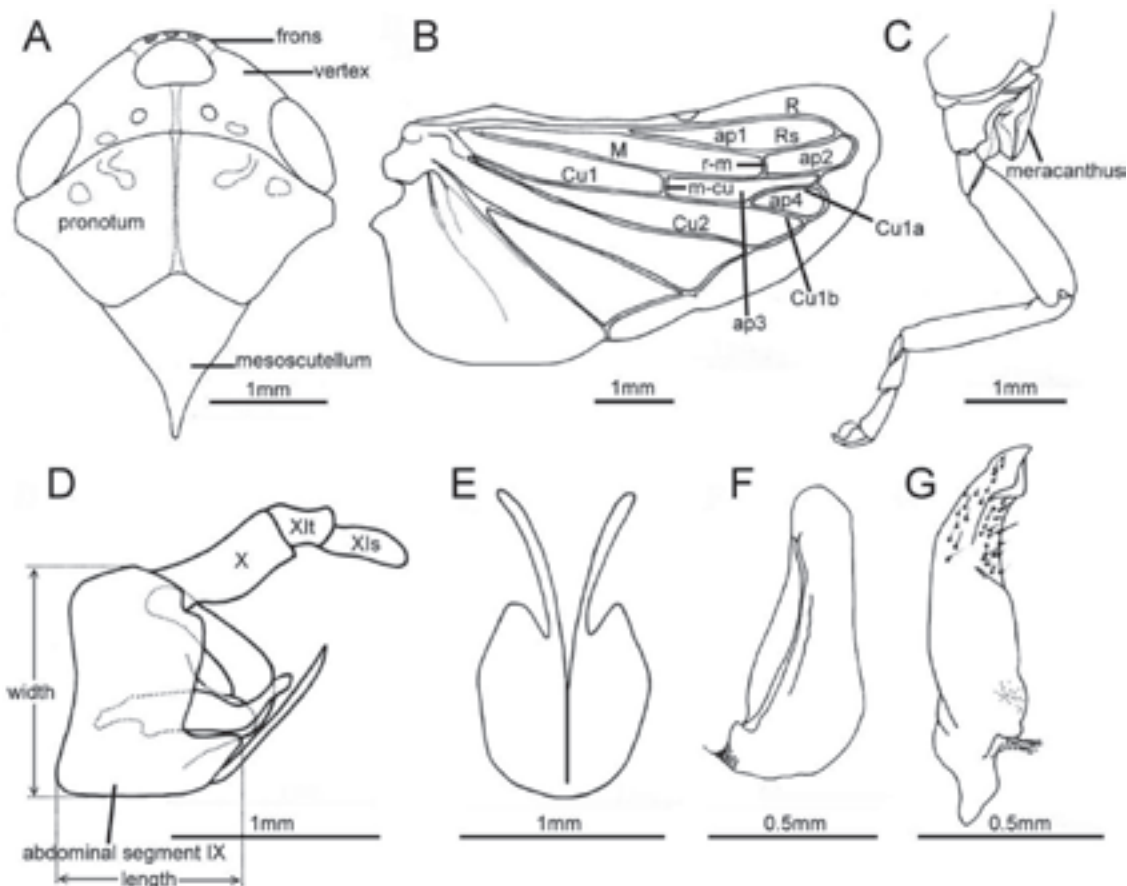 A
frons
vertex
pronotum
mesoscutellum
1mm
B
R
ap1
Rs
M
r-m
ap2
Cu1
m-cu
ap4
Cu2
Cu1a
Cu1b
ap3
1mm
C
meracanthus
1mm
D
XIt
XIs
X
width
1mm
abdominal segment IX
length
E
1mm
F
0.5mm
G
0.5mm